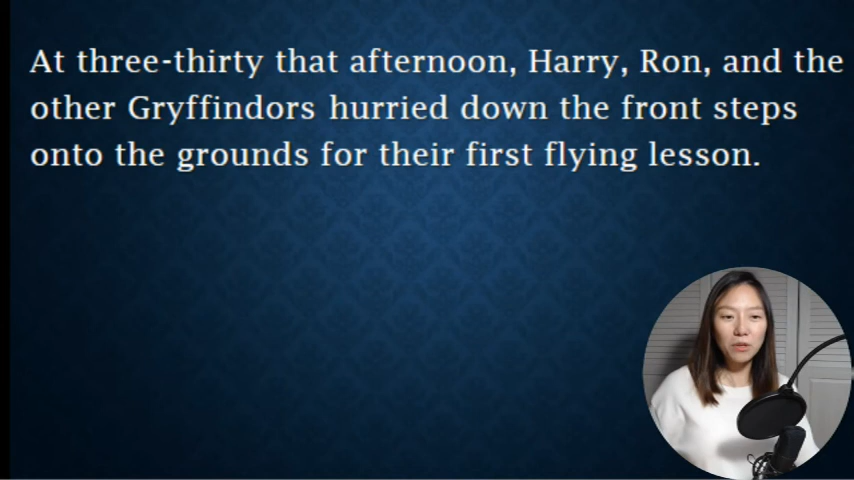 At three-thirty that afternoon, Harry, Ron, and the
other Gryffindors hurried down the front steps
onto the grounds for their first flying lesson.